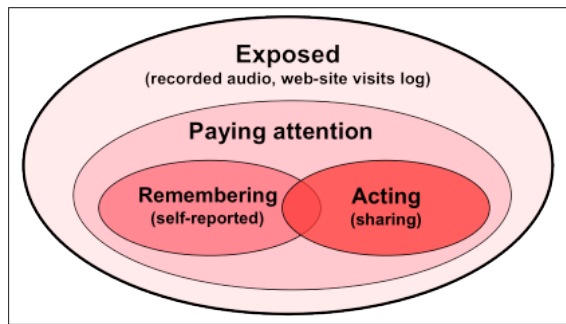 Exposed
(recorded audio, web-site visits log)
Paying attention
Remembering
(self-reported)
Acting
(sharing)